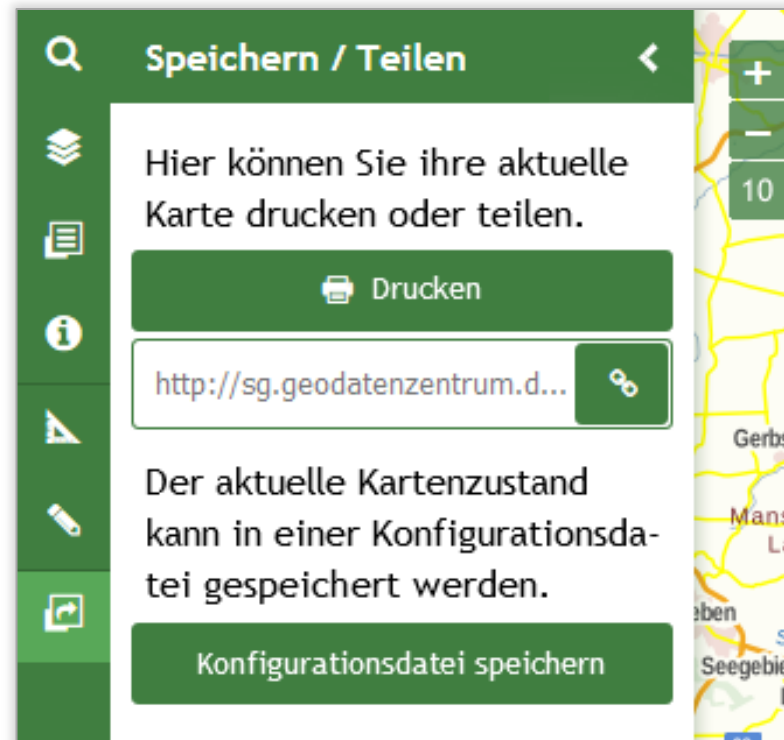 Speichern / Teilen
Hier können Sie ihre aktuelle
Karte drucken oder teilen.
Drucken
http://sg.geodatenzentrum.d...
Der aktuelle Kartenzustand
kann in einer Konfigurationsda-
tei gespeichert werden.
Konfigurationsdatei speichern
+
−
10
Gerbs
Mans
L
eben
S
Seegebie